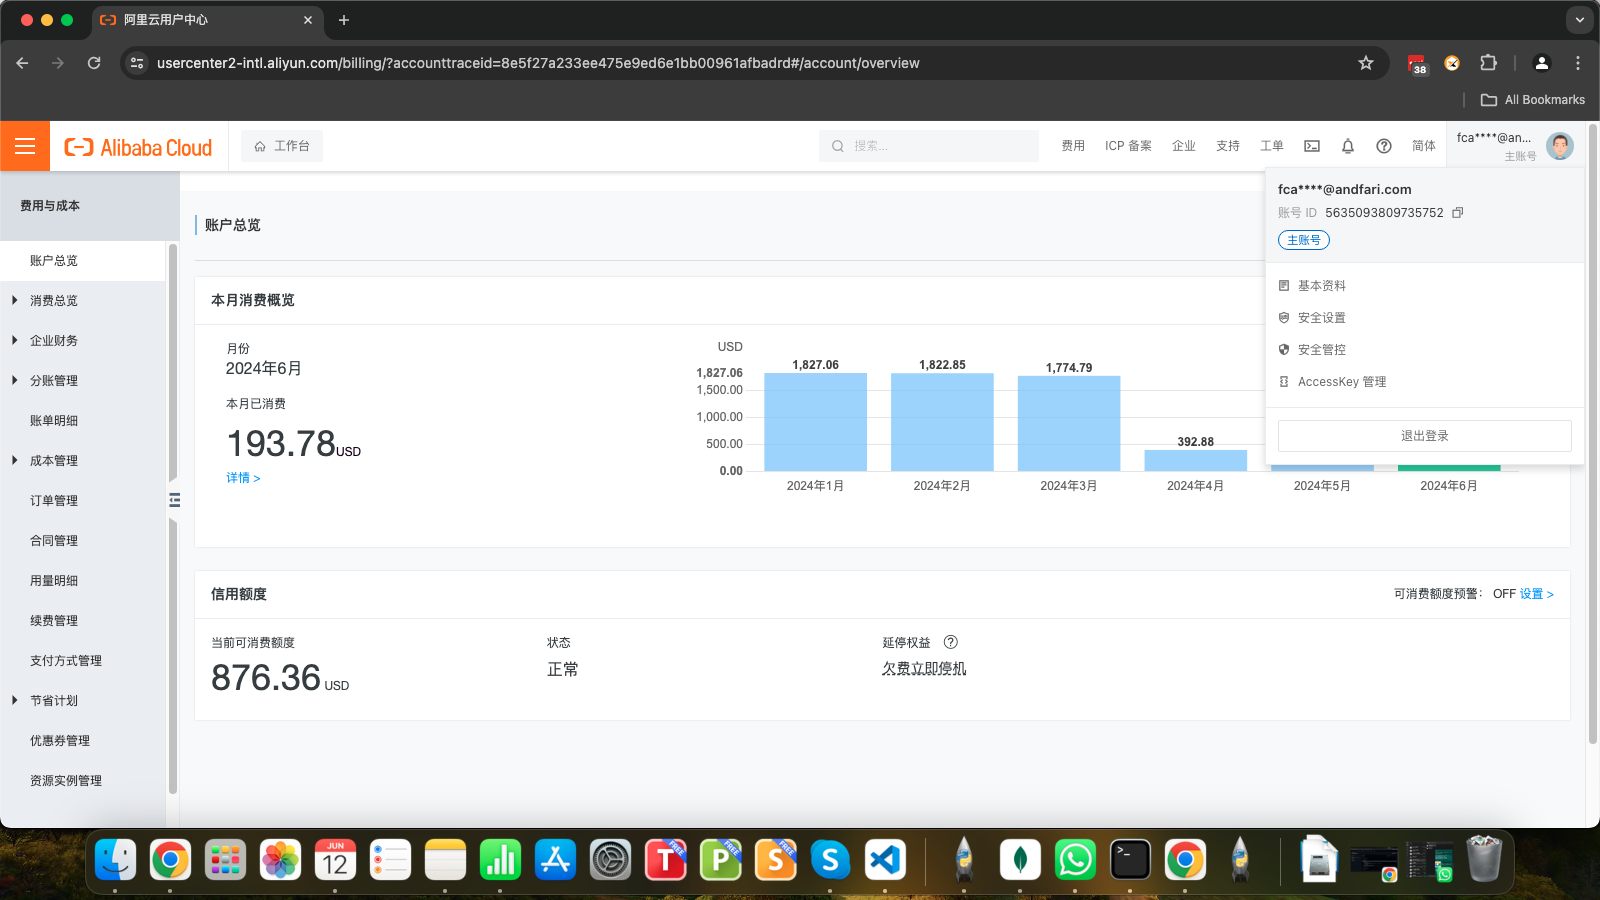 阿里云用户中心
usercenter2-intl.aliyun.com/billing/?accounttraceid=8e5f27a233ee475e9ed6e1bb00961afbadrd#/account/overview
38
All Bookmarks
Alibaba Cloud
工作台
搜索...
费用
ICP 备案
企业
支持
工单
简体
fca****@an...
主账号
fca****@andfari.com
账号 ID 5635093809735752
主账号
基本资料
安全设置
安全管控
AccessKey 管理
退出登录
费用与成本
账户总览
消费总览
企业财务
分账管理
账单明细
成本管理
订单管理
合同管理
用量明细
续费管理
支付方式管理
节省计划
优惠券管理
资源实例管理
账户总览
本月消费概览
月份
2024年6月
本月已消费
193.78USD
详情 >
USD
1,827.06
1,500.00
1,000.00
500.00
0.00
1,827.06
1,822.85
1,774.79
392.88
2024年1月
2024年2月
2024年3月
2024年4月
2024年5月
2024年6月
信用额度
可消费额度预警： OFF 设置 >
当前可消费额度
876.36 USD
状态
正常
延停权益
欠费立即停机
JUN
12
T FREE
P FREE
S FREE
S
>_